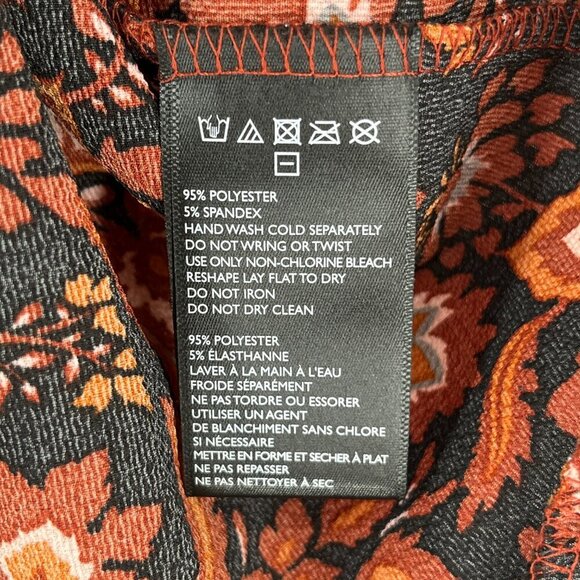 95% POLYESTER
5% SPANDEX
HAND WASH COLD SEPARATELY
DO NOT WRING OR TWIST
USE ONLY NON-CHLORINE BLEACH
RESHAPE LAY FLAT TO DRY
DO NOT IRON
DO NOT DRY CLEAN
95% POLYESTER
5% ÉLASTHANNE
LAVER À LA MAIN À L'EAU
FROIDE SÉPARÉMENT
NE PAS TORDRE OU ESSORER
UTILISER UN AGENT
DE BLANCHIMENT SANS CHLORE
SI NÉCESSAIRE
METTRE EN FORME ET SECHER À PLAT
NE PAS REPASSER
NE PAS NETTOYER À SEC